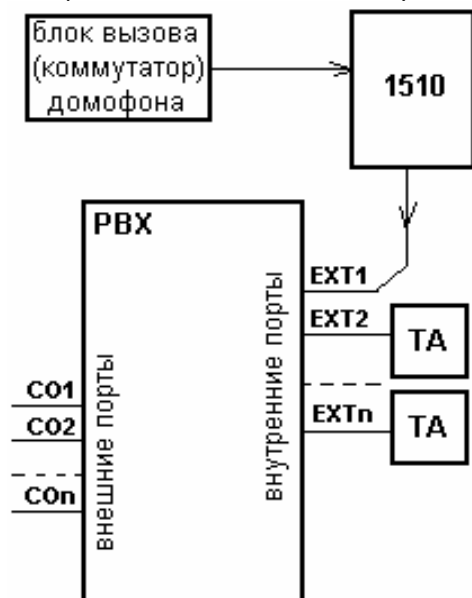 блок вызова
(коммутатор)
домофона
1510
PBX
EXT1
EXT2
TA
EXTn
TA
CO1
CO2
COn
внешние порты
внутренние порты